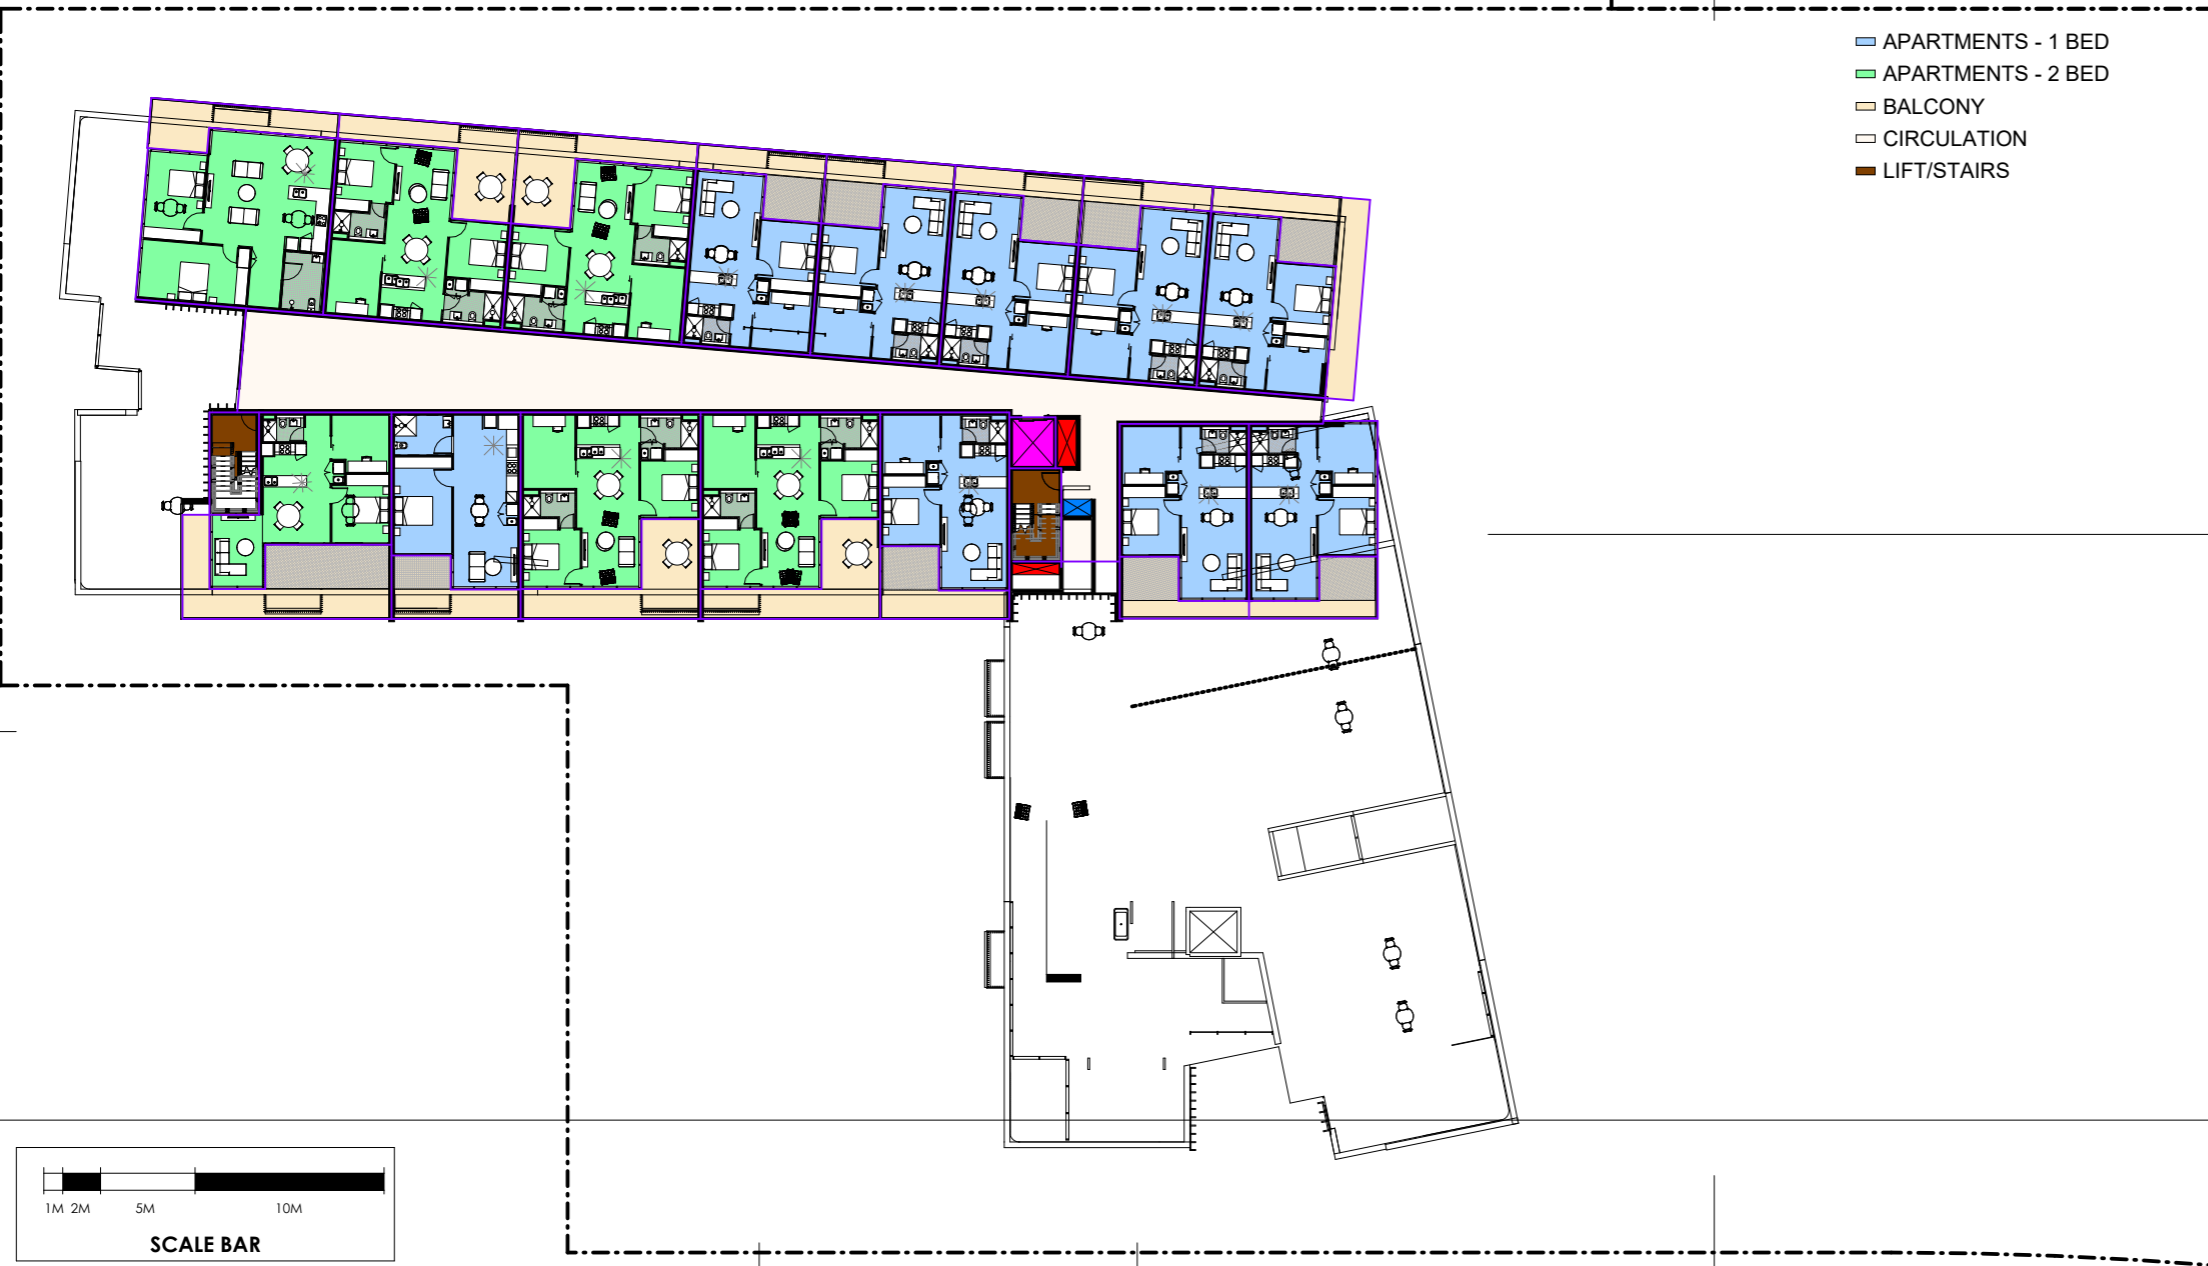 APARTMENTS - 1 BED
APARTMENTS - 2 BED
BALCONY
CIRCULATION
LIFT/STAIRS
1M 2M 5M 10M
SCALE BAR